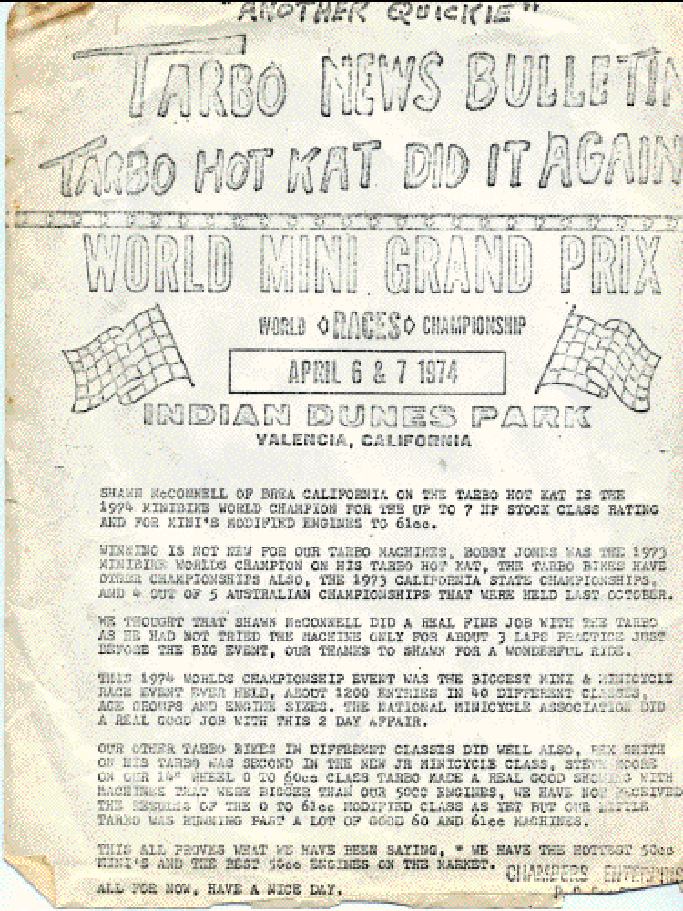 "ANOTHER QUICKIE"
TARBO NEWS BULLETIN
TARBO HOT KAT DID IT AGAIN
WORLD MINI GRAND PRIX
WORLD ◊RACES◊ CHAMPIONSHIP
APRIL 6 & 7 1974
INDIAN DUNES PARK
VALENCIA, CALIFORNIA
SHAWN McCONNELL OF BREA CALIFORNIA ON THE TARBO HOT KAT IS THE
1974 MINIBIKE WORLD CHAMPION FOR THE UP TO 7 HP STOCK CLASS RATING
AND FOR MINI'S MODIFIED ENGINES TO 61cc.
WINNING IS NOT NEW FOR OUR TARBO MACHINES, BOBBY JONES WAS THE 1973
MINIBIKE WORLDS CHAMPION ON HIS TARBO HOT KAT, THE TARBO BIKES HAVE
OTHER CHAMPIONSHIPS ALSO, THE 1973 CALIFORNIA STATE CHAMPIONSHIPS,
AND 4 OUT OF 5 AUSTRALIAN CHAMPIONSHIPS THAT WERE HELD LAST OCTOBER.
WE THOUGHT THAT SHAWN McCONNELL DID A REAL FINE JOB WITH THE TARBO
AS HE HAD NOT TRIED THE MACHINE ONLY FOR ABOUT 3 LAPS PRACTICE JUST
BEFORE THE BIG EVENT, OUR THANKS TO SHAWN FOR A WONDERFUL RIDE.
THIS 1974 WORLDS CHAMPIONSHIP EVENT WAS THE BIGGEST MINI & MINICYCLE
RACE EVENT EVER HELD, ABOUT 1200 ENTRIES IN 40 DIFFERENT CLASSES,
AGE GROUPS AND ENGINE SIZES. THE NATIONAL MINICYCLE ASSOCIATION DID
A REAL GOOD JOB WITH THIS 2 DAY AFFAIR.
OUR OTHER TARBO BIKES IN DIFFERENT CLASSES DID WELL ALSO, REX SMITH
ON HIS TARBO WAS SECOND IN THE NEW JR MINICYCLE CLASS, STEVE MOORE
ON OUR 14" WHEEL 0 TO 60cc CLASS TARBO MADE A REAL GOOD SHOWING WITH
MACHINES THAT WERE BIGGER THAN OUR 50cc ENGINES, WE HAVE NOT RECEIVED
THE RESULTS OF THE 0 TO 61cc MODIFIED CLASS AS YET BUT OUR LITTLE
TARBO WAS RUNNING PAST A LOT OF GOOD 60 AND 61cc MACHINES.
THIS ALL PROVES WHAT WE HAVE BEEN SAYING, " WE HAVE THE HOTTEST 50cc
MINI'S AND THE BEST 50cc ENGINES ON THE MARKET.
CHAMBERS
ALL FOR NOW, HAVE A NICE DAY.